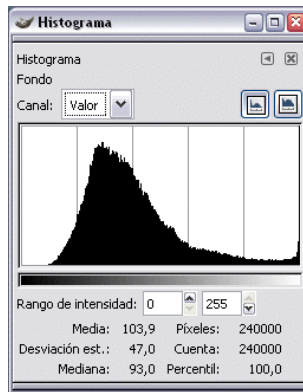 Histograma
Histograma
Fondo
Canal: Valor
Rango de intensidad: 0 255
Media: 103,9 Píxeles: 240000
Desviación est.: 47,0 Cuenta: 240000
Mediana: 93,0 Percentil: 100,0